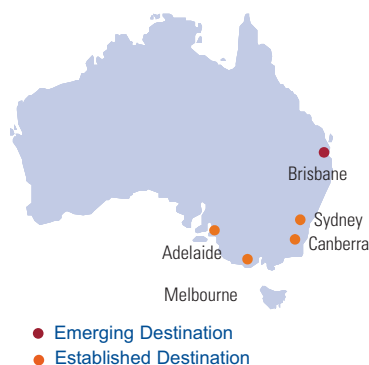 Brisbane
Sydney
Canberra
Adelaide
Melbourne
Emerging Destination
Established Destination